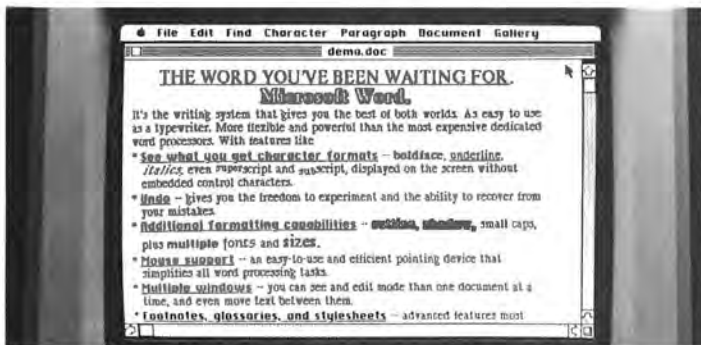 File Edit Find Character Paragraph Document Gallery
demo.doc
THE WORD YOU'VE BEEN WAITING FOR.
Microsoft Word.
It's the writing system that gives you the best of both worlds. As easy to use
as a typewriter. More flexible and powerful than the most expensive dedicated
word processors. With features like
* See what you get character formats -- boldface, underline,
italics, even superscript and subscript, displayed on the screen without
embedded control characters.
* Undo -- gives you the freedom to experiment and the ability to recover from
your mistakes.
* Additional formatting capabilities -- outline, shadow, small caps,
plus multiple fonts and sizes.
* Mouse support -- an easy-to-use and efficient pointing device that
simplifies all word processing tasks.
* Multiple windows -- you can see and edit mode than one document at a
time, and even move text between them.
* Footnotes, glossaries, and stylesheets -- advanced features most